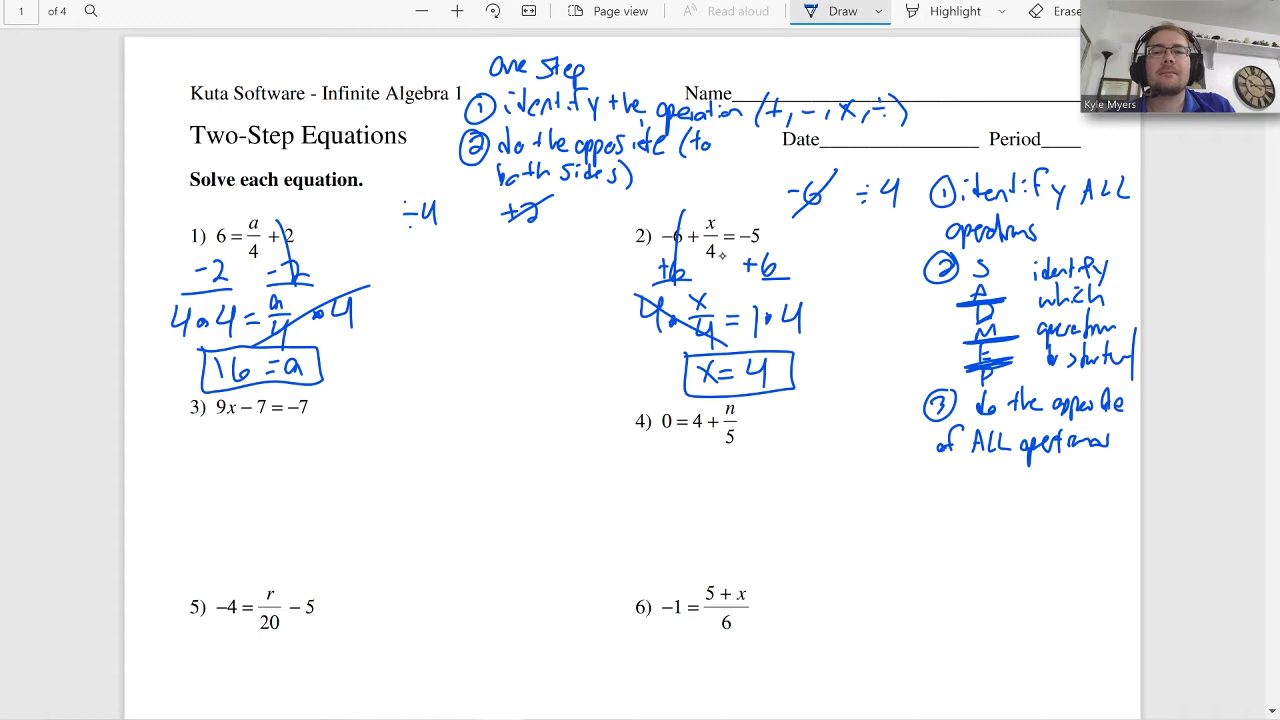 1 of 4 Page view Read aloud Draw Highlight Erase
Kyle Myers
one step
Kuta Software - Infinite Algebra 1 Name
① identify the operation (+, −, x, ÷)
Two-Step Equations
② do the opposite (to
both sides)
Date Period
Solve each equation.
÷4 +2
1) 6 = a/4 + 2
−2 −2
4 • 4 = a/4 • 4
16 = a
−6 ÷4
2) −6 + x/4 = −5
+6 +6
4 • x/4 = 1 • 4
x = 4
① identify ALL
operations
② S identify
A which
D
M operation
E started
P
③ do the opposite
of ALL operations
3) 9x − 7 = −7
4) 0 = 4 + n/5
5) −4 = r/20 − 5
6) −1 = (5 + x)/6